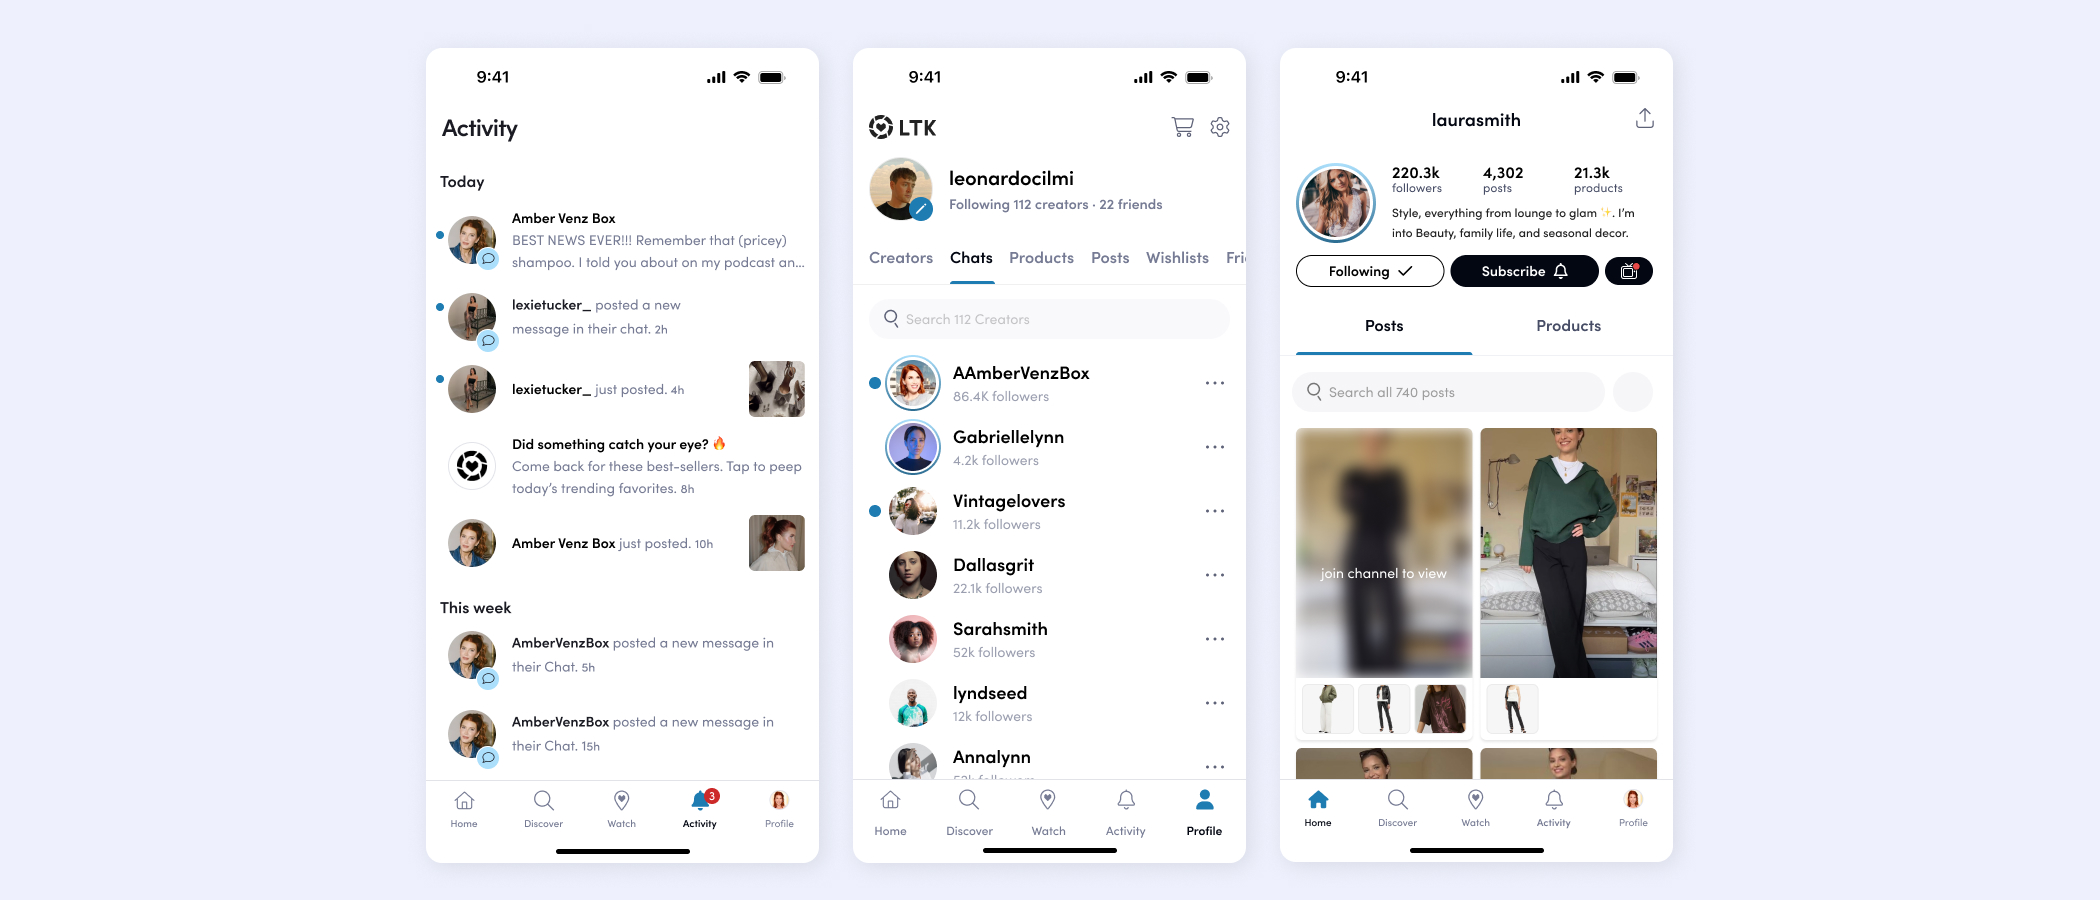 9:41
Activity
Today
Amber Venz Box
BEST NEWS EVER!!! Remember that (pricey)
shampoo. I told you about on my podcast an...
lexietucker_ posted a new
message in their chat. 2h
lexietucker_ just posted. 4h
Did something catch your eye? 🔥
Come back for these best-sellers. Tap to peep
today's trending favorites. 8h
Amber Venz Box just posted. 10h
This week
AmberVenzBox posted a new message in
their Chat. 5h
AmberVenzBox posted a new message in
their Chat. 15h
3
Home Discover Watch Activity Profile
9:41
LTK
leonardocilmi
Following 112 creators · 22 friends
Creators Chats Products Posts Wishlists Frie
Search 112 Creators
AAmberVenzBox
86.4K followers
Gabriellelynn
4.2k followers
Vintagelovers
11.2k followers
Dallasgrit
22.1k followers
Sarahsmith
52k followers
lyndseed
12k followers
Annalynn
52k followers
Home Discover Watch Activity Profile
9:41
laurasmith
220.3k 4,302 21.3k
followers posts products
Style, everything from lounge to glam ✨. I'm
into Beauty, family life, and seasonal decor.
Following Subscribe
Posts Products
Search all 740 posts
join channel to view
Home Discover Watch Activity Profile